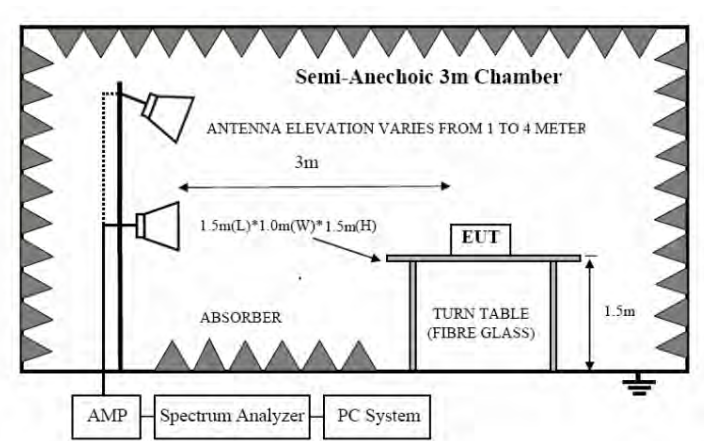 Semi-Anechoic 3m Chamber
ANTENNA ELEVATION VARIES FROM 1 TO 4 METER
3m
1.5m(L)*1.0m(W)*1.5m(H)
EUT
ABSORBER
TURN TABLE
(FIBRE GLASS)
1.5m
AMP
Spectrum Analyzer
PC System